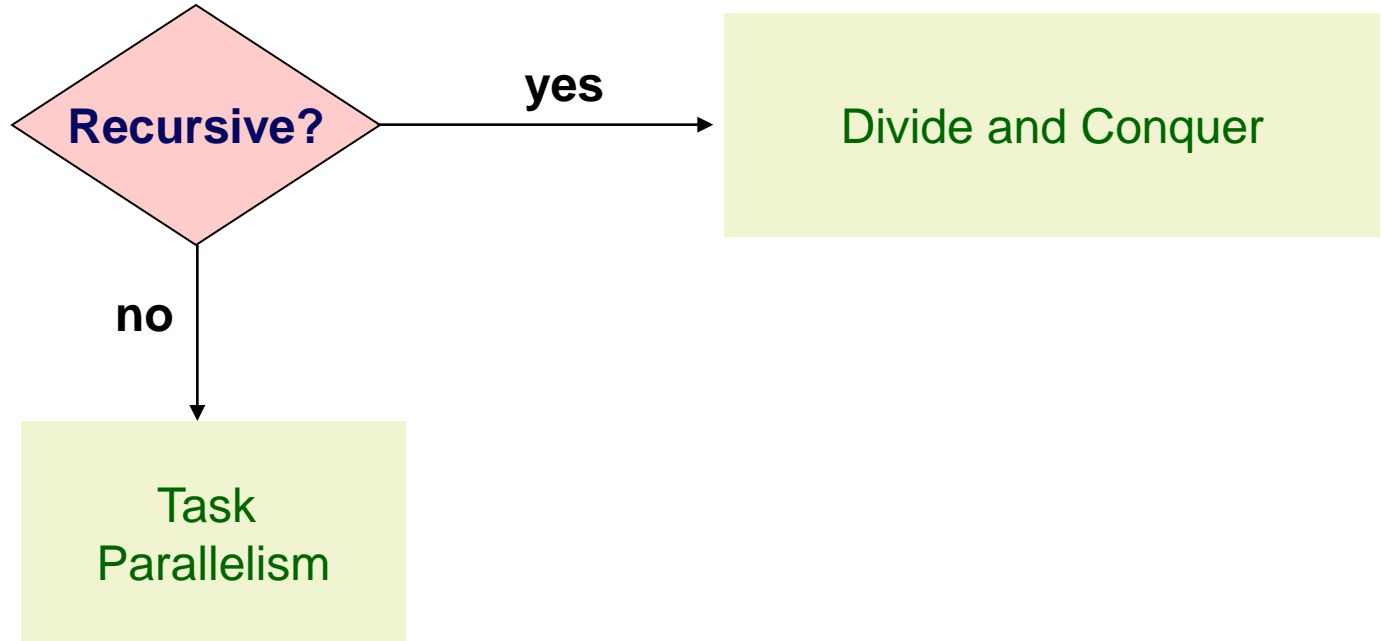 Recursive?
yes
Divide and Conquer
no
Task
Parallelism